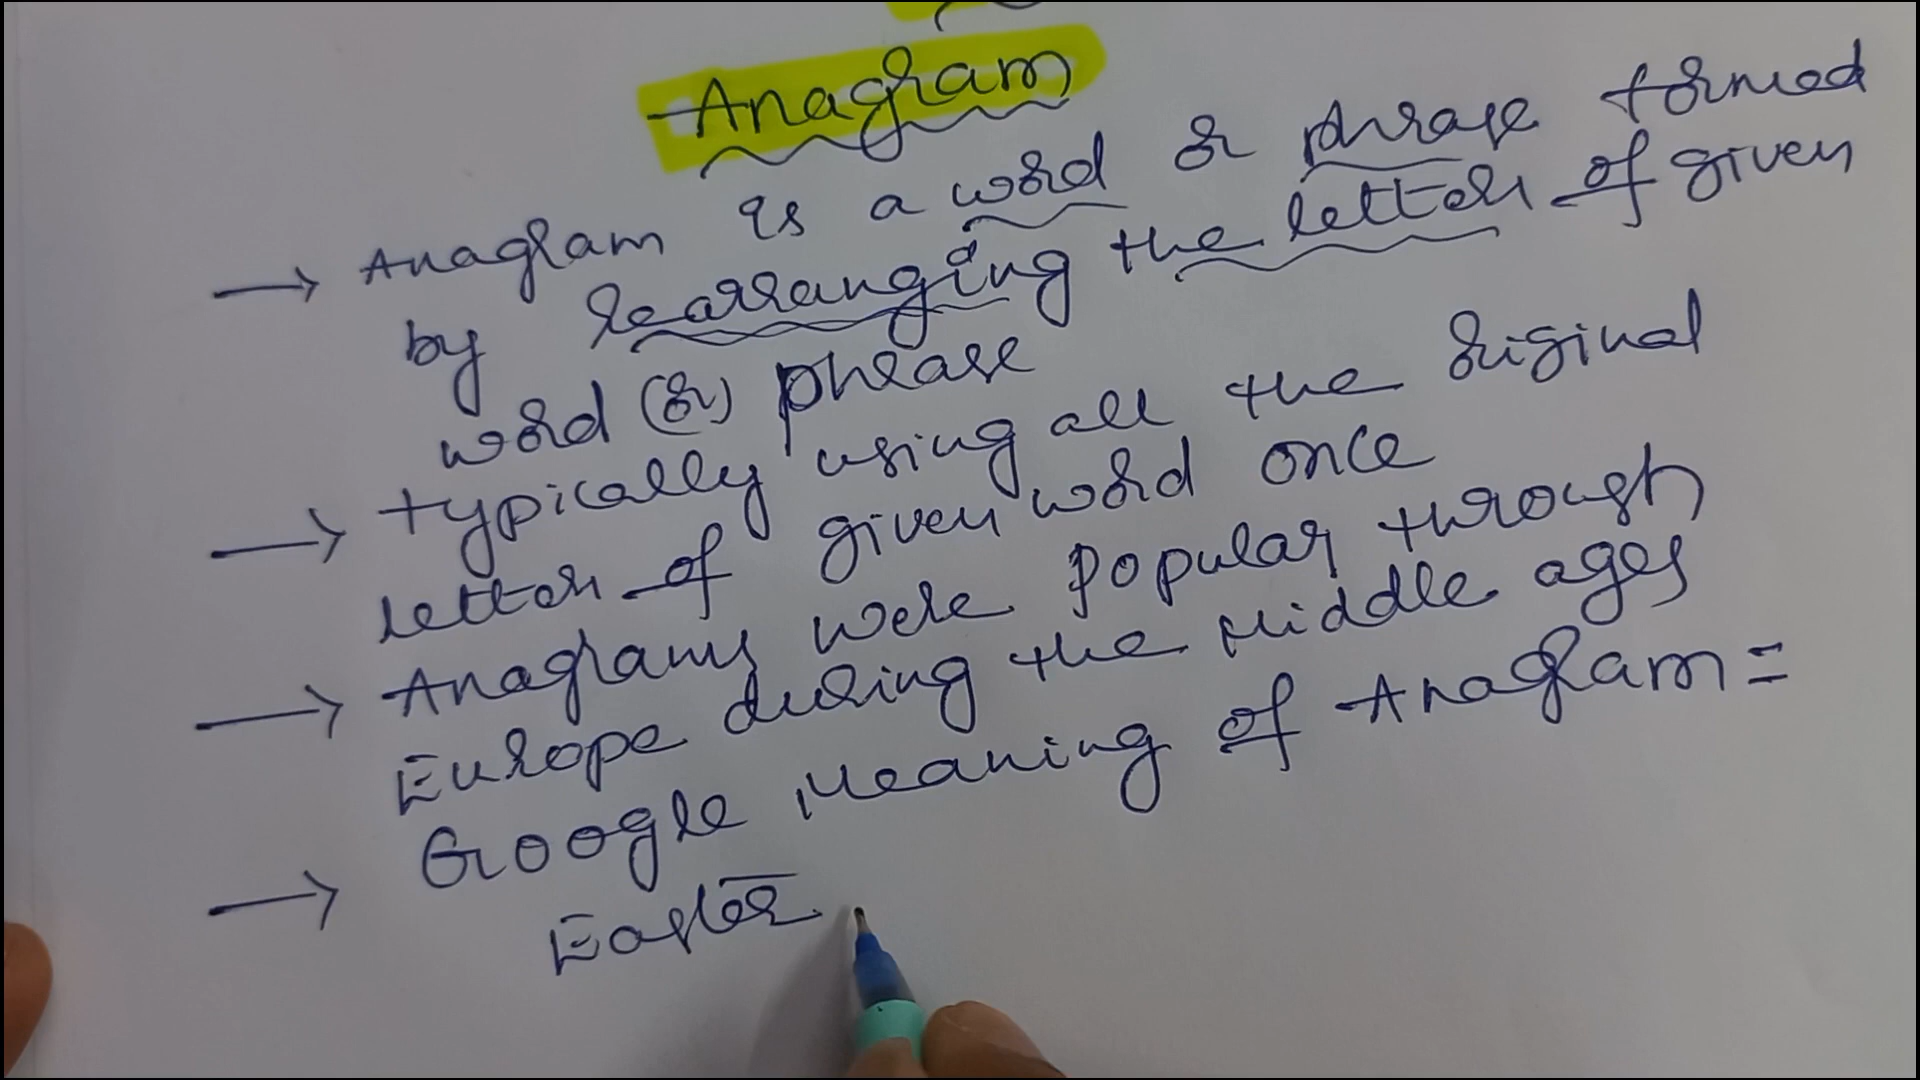 Anagram
→ Anagram is a word or phrase formed
by rearranging the letters of given
word (or) phrase
→ typically using all the original
letters of given word once
→ Anagrams were popular through
Europe during the Middle ages
→ Google Meaning of Anagram =
Easter